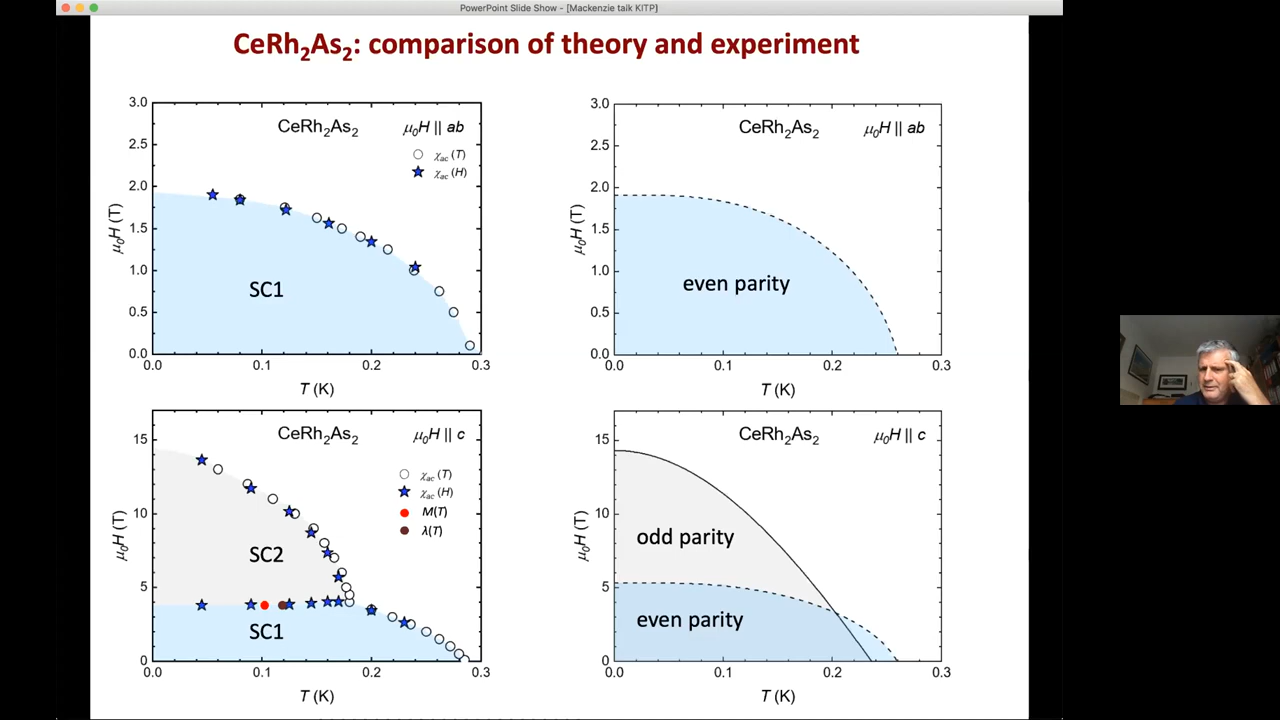 PowerPoint Slide Show - [Mackenzie talk KITP]
CeRh₂As₂: comparison of theory and experiment
3.0
2.5
2.0
1.5
1.0
0.5
0.0
μ₀H (T)
CeRh₂As₂
μ₀H || ab
χac (T)
χac (H)
SC1
0.0 0.1 0.2 0.3
T (K)
3.0
2.5
2.0
1.5
1.0
0.5
0.0
μ₀H (T)
CeRh₂As₂
μ₀H || ab
even parity
0.0 0.1 0.2 0.3
T (K)
15
10
5
0
μ₀H (T)
CeRh₂As₂
μ₀H || c
χac (T)
χac (H)
M(T)
λ(T)
SC2
SC1
0.0 0.1 0.2 0.3
T (K)
15
10
5
0
μ₀H (T)
CeRh₂As₂
μ₀H || c
odd parity
even parity
0.0 0.1 0.2 0.3
T (K)